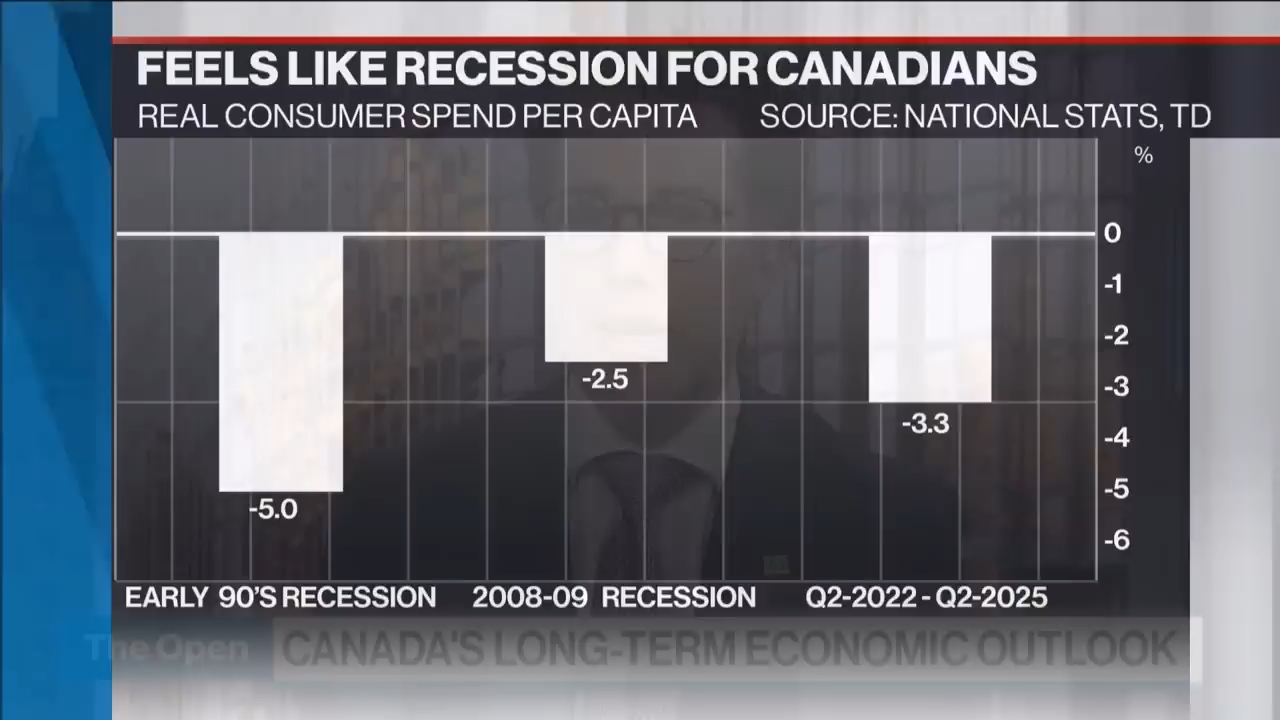 FEELS LIKE RECESSION FOR CANADIANS
REAL CONSUMER SPEND PER CAPITA SOURCE: NATIONAL STATS, TD
%
0
-1
-2
-3
-4
-5
-6
-5.0
-2.5
-3.3
EARLY 90'S RECESSION 2008-09 RECESSION Q2-2022 - Q2-2025
The Open CANADA'S LONG-TERM ECONOMIC OUTLOOK